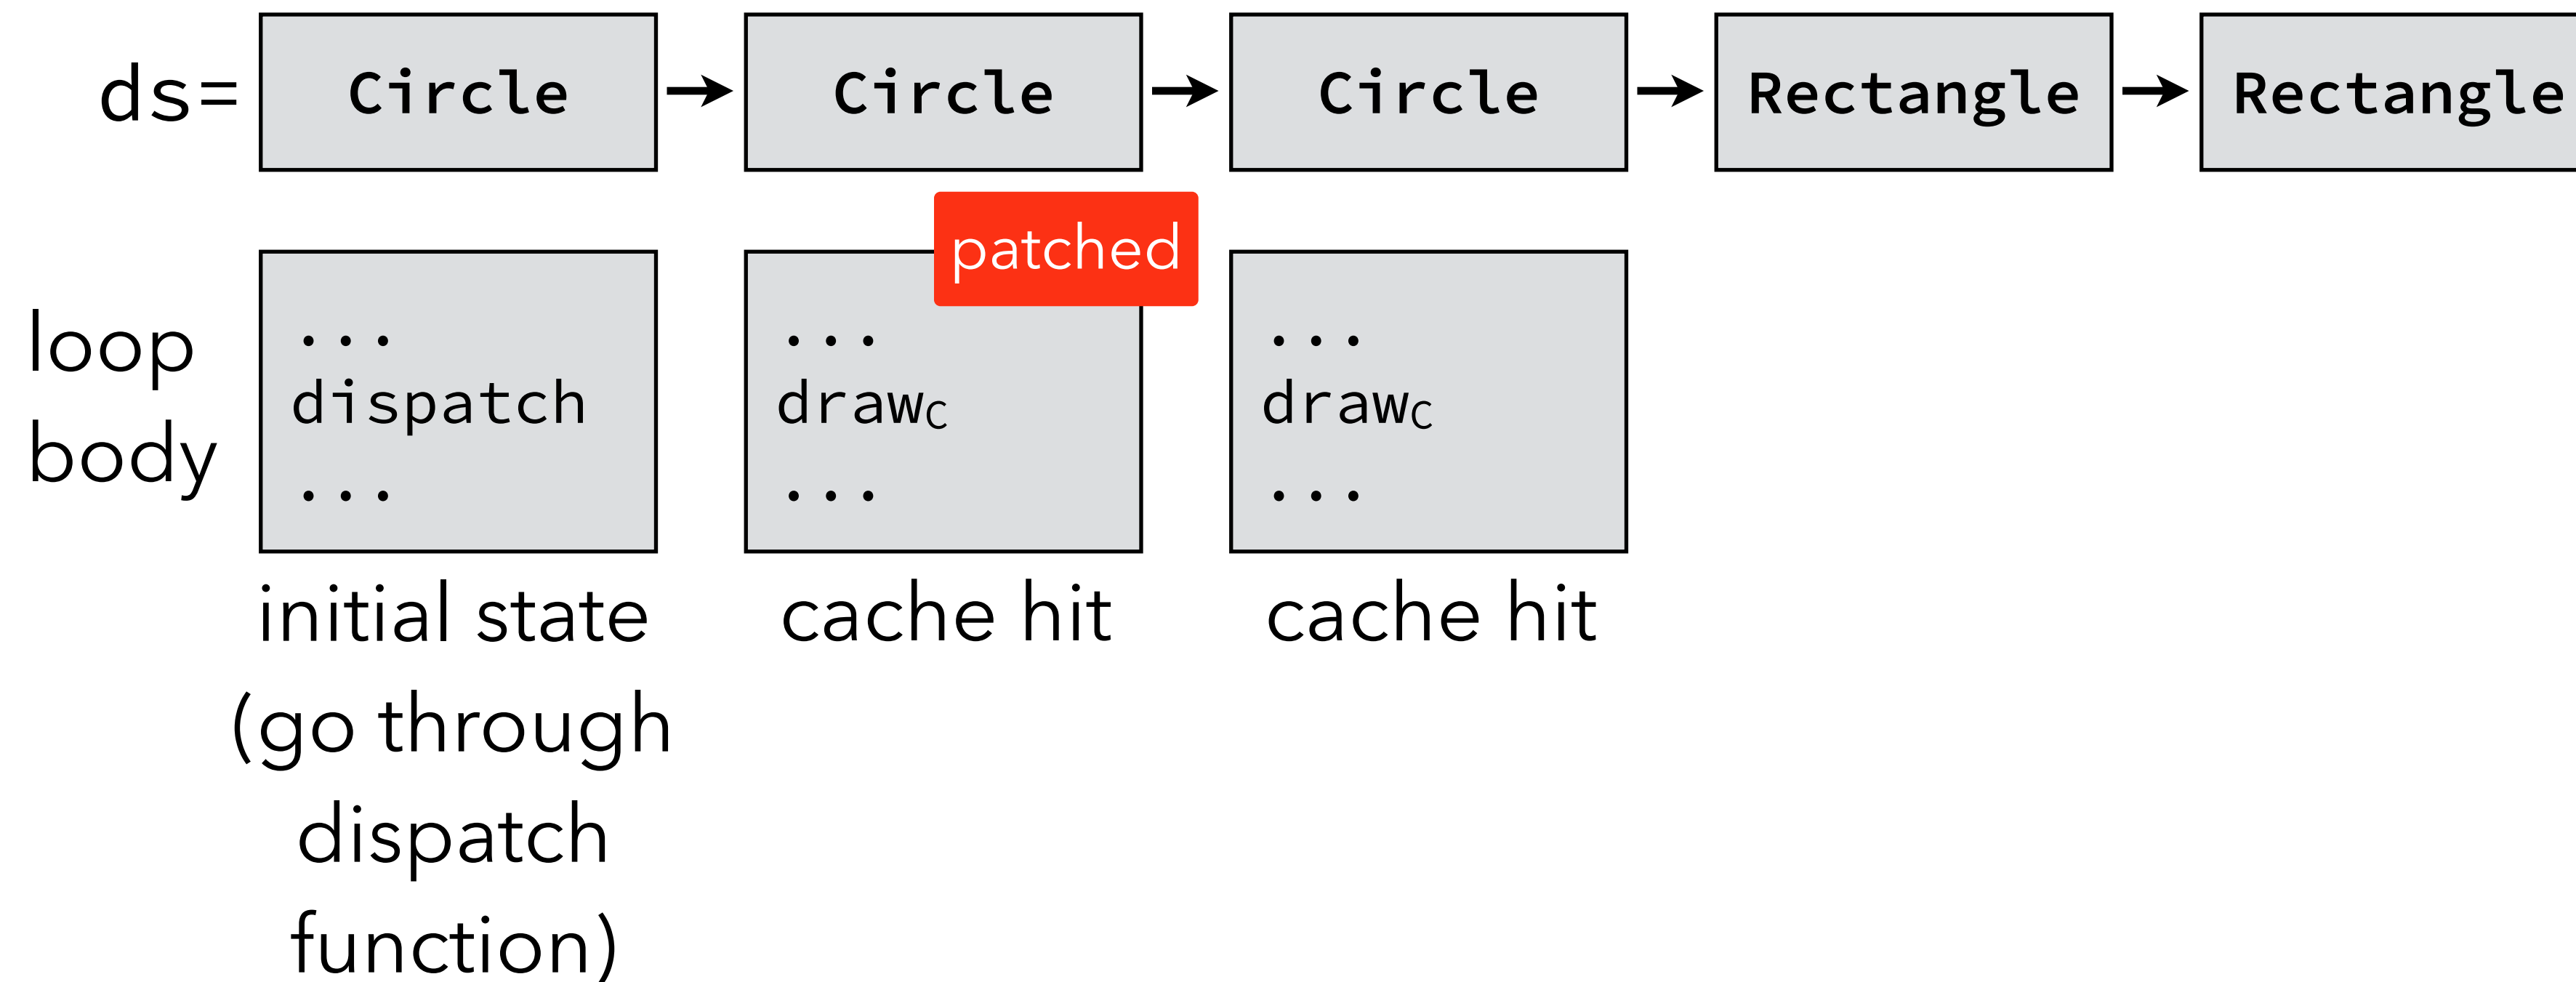 ds= Circle Circle Circle Rectangle Rectangle
patched
loop
body
...
dispatch
...
...
drawC
...
...
drawC
...
initial state
(go through
dispatch
function)
cache hit
cache hit